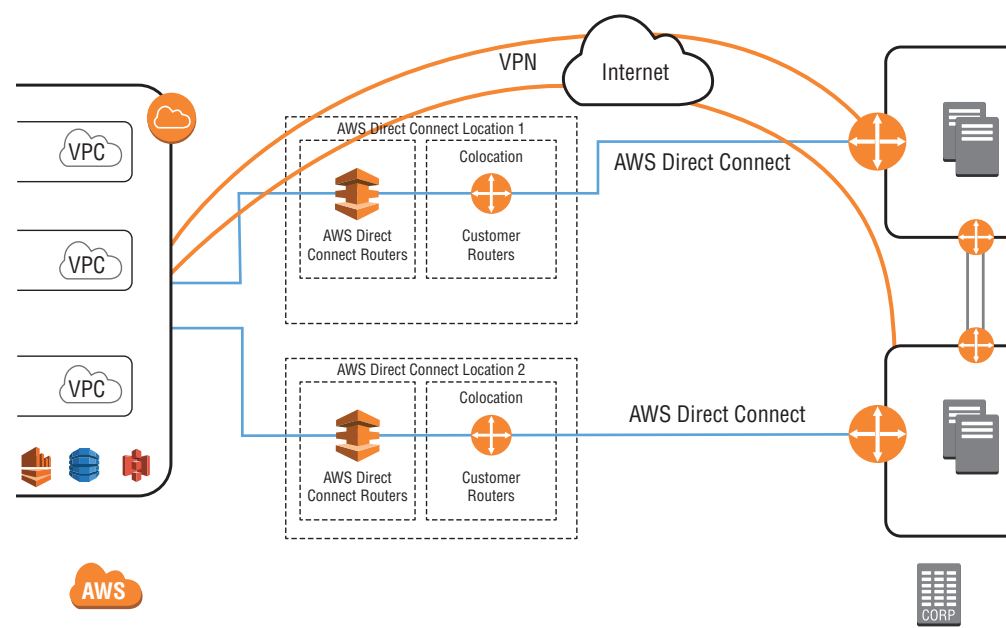 VPN
Internet
VPC
AWS Direct Connect Location 1
Colocation
AWS Direct Connect
AWS Direct
Connect Routers
Customer
Routers
VPC
VPC
AWS Direct Connect Location 2
Colocation
AWS Direct Connect
AWS Direct
Connect Routers
Customer
Routers
AWS
CORP